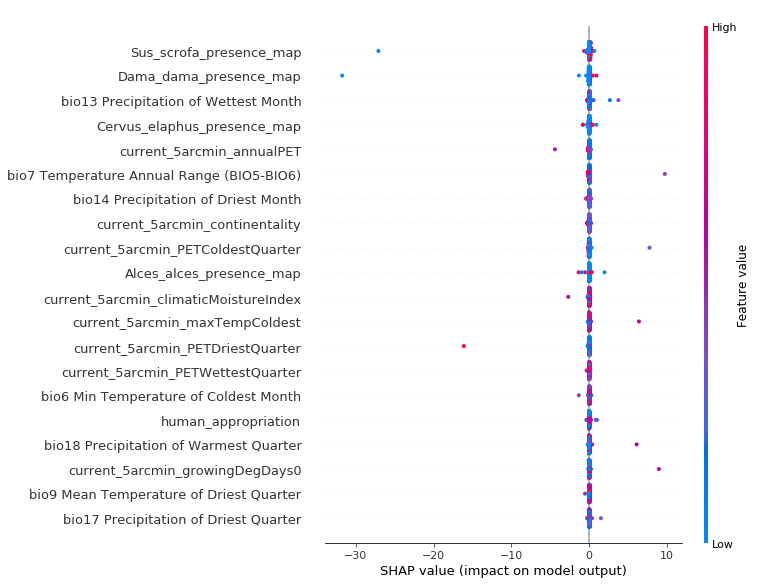 High
Sus_scrofa_presence_map
Dama_dama_presence_map
bio13 Precipitation of Wettest Month
Cervus_elaphus_presence_map
current_5arcmin_annualPET
bio7 Temperature Annual Range (BIO5-BIO6)
bio14 Precipitation of Driest Month
current_5arcmin_continentality
current_5arcmin_PETColdestQuarter
Alces_alces_presence_map
current_5arcmin_climaticMoistureIndex
current_5arcmin_maxTempColdest
current_5arcmin_PETDriestQuarter
current_5arcmin_PETWettestQuarter
bio6 Min Temperature of Coldest Month
human_appropriation
bio18 Precipitation of Warmest Quarter
current_5arcmin_growingDegDays0
bio9 Mean Temperature of Driest Quarter
bio17 Precipitation of Driest Quarter
Feature value
Low
−30 −20 −10 0 10
SHAP value (impact on model output)